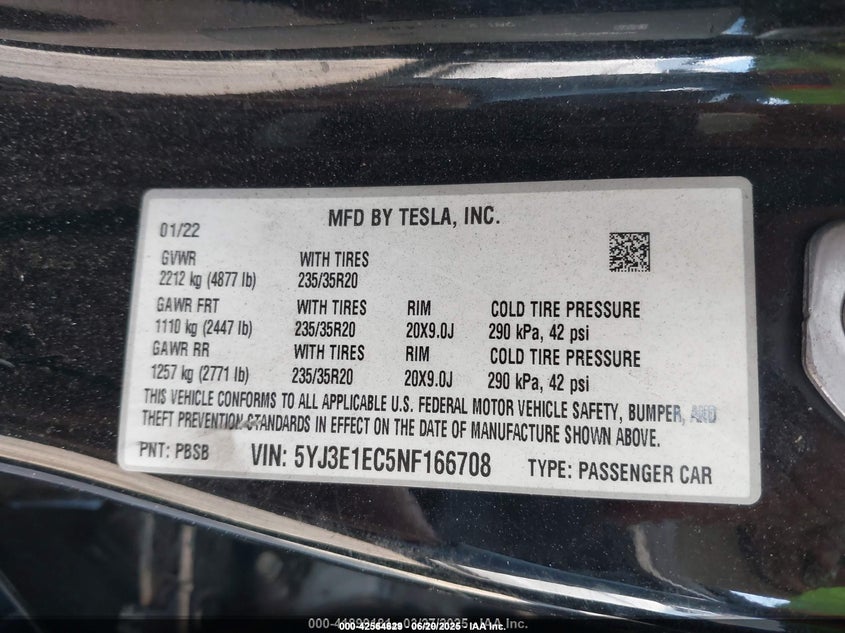 MFD BY TESLA, INC.
01/22
GVWR WITH TIRES
2212 kg (4877 lb) 235/35R20
GAWR FRT WITH TIRES RIM COLD TIRE PRESSURE
1110 kg (2447 lb) 235/35R20 20X9.0J 290 kPa, 42 psi
GAWR RR WITH TIRES RIM COLD TIRE PRESSURE
1257 kg (2771 lb) 235/35R20 20X9.0J 290 kPa, 42 psi
THIS VEHICLE CONFORMS TO ALL APPLICABLE U.S. FEDERAL MOTOR VEHICLE SAFETY, BUMPER, AND
THEFT PREVENTION STANDARDS IN EFFECT ON THE DATE OF MANUFACTURE SHOWN ABOVE.
PNT: PBSB VIN: 5YJ3E1EC5NF166708 TYPE: PASSENGER CAR
IAA Inc.